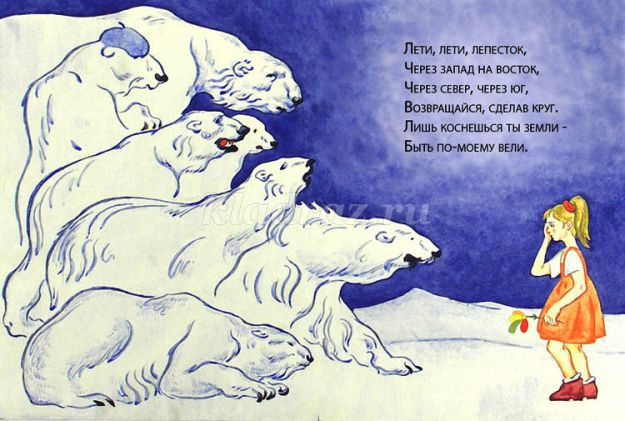 Лети, лети, лепесток,
Через запад на восток,
Через север, через юг,
Возвращайся, сделав круг.
Лишь коснешься ты земли -
Быть по-моему вели.